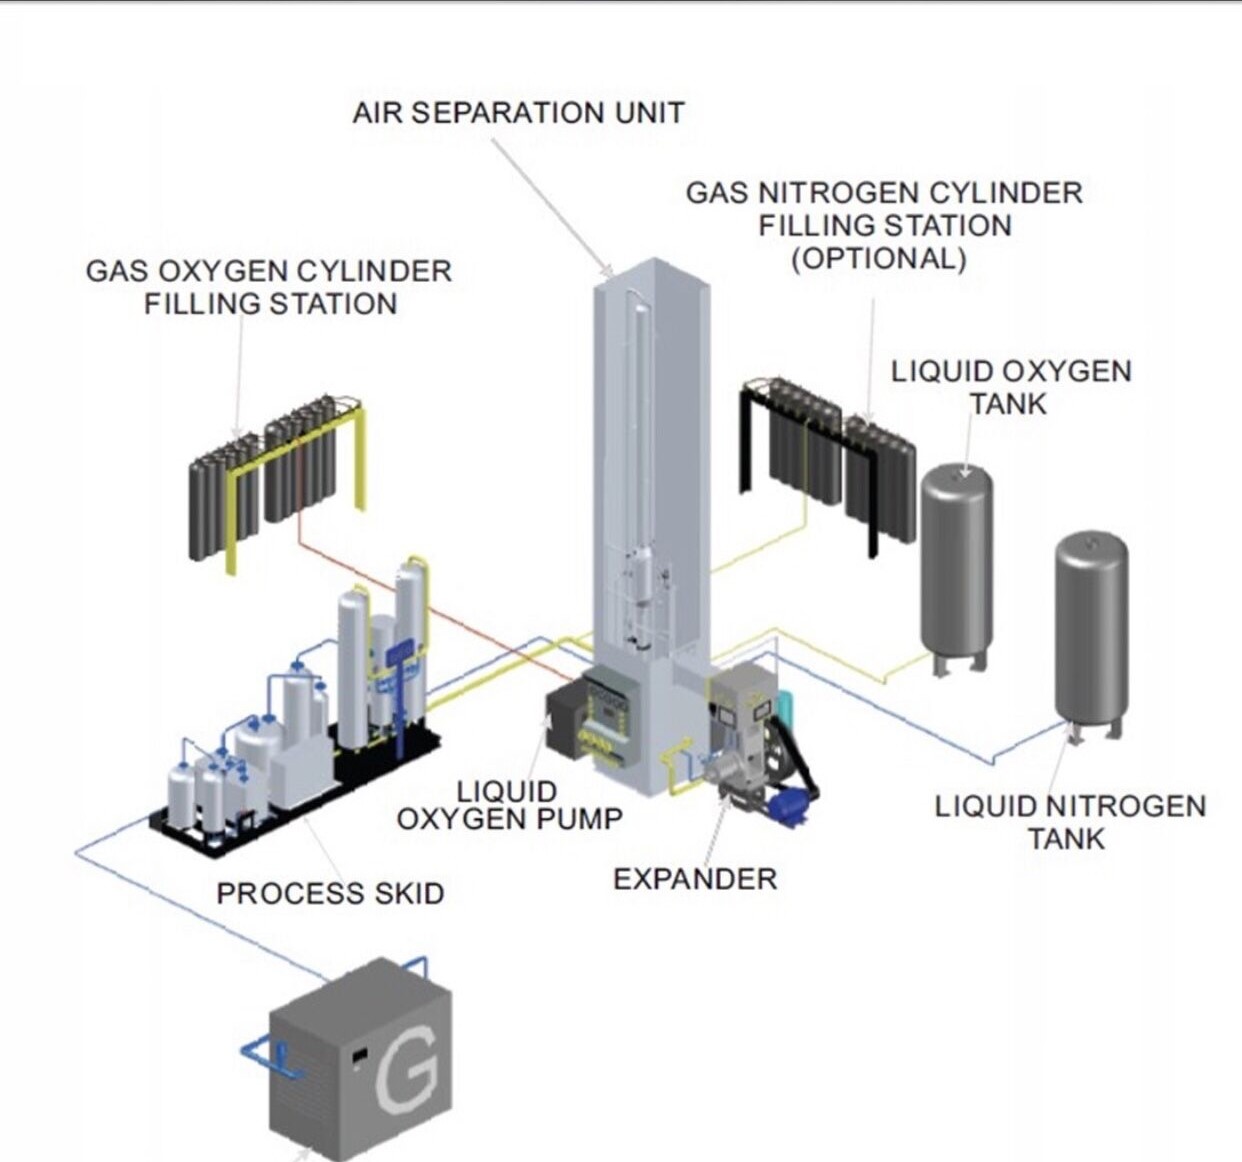 AIR SEPARATION UNIT
GAS NITROGEN CYLINDER
FILLING STATION
(OPTIONAL)
GAS OXYGEN CYLINDER
FILLING STATION
LIQUID OXYGEN
TANK
LIQUID
OXYGEN PUMP
LIQUID NITROGEN
TANK
EXPANDER
PROCESS SKID
G